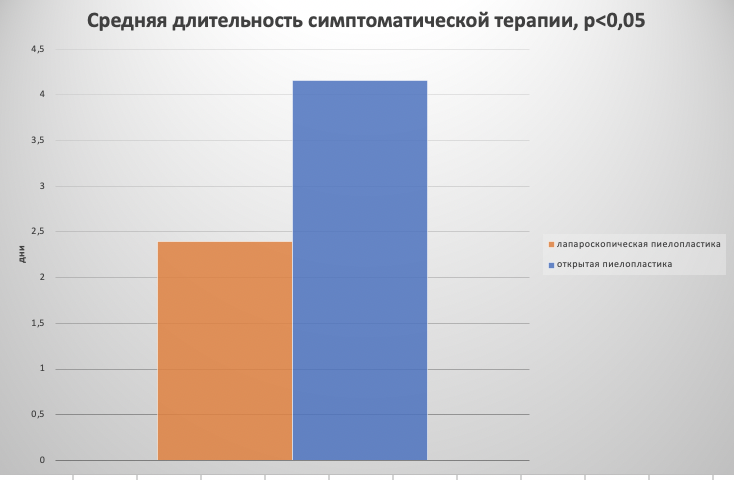 Средняя длительность симптоматической терапии, p<0,05
4,5
4
3,5
3
2,5
2
1,5
1
0,5
0
дни
лапароскопическая пиелопластика
открытая пиелопластика